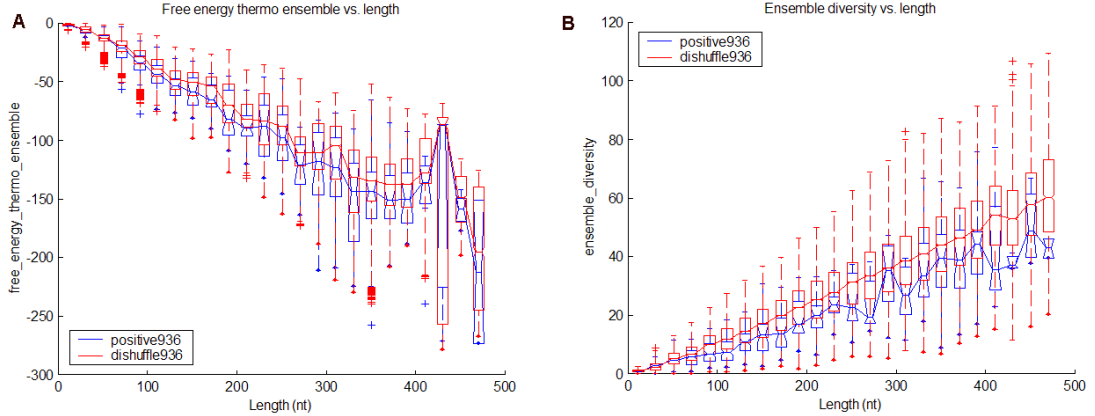 A
Free energy thermo ensemble vs. length
free_energy_thermo_ensemble
0
-50
-100
-150
-200
-250
-300
positive936
dishuffle936
0
100
200
300
400
500
Length (nt)
B
Ensemble diversity vs. length
ensemble_diversity
120
100
80
60
40
20
0
positive936
dishuffle936
0
100
200
300
400
500
Length (nt)